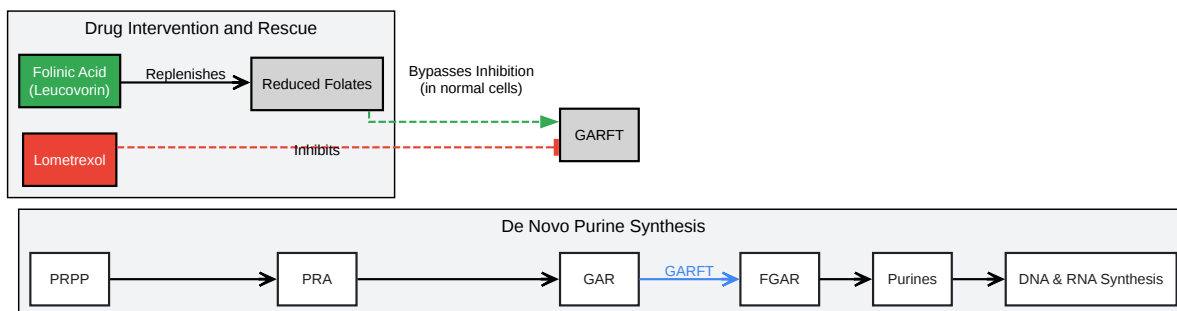 Drug Intervention and Rescue
Folinic Acid
(Leucovorin)
Replenishes
Reduced Folates
Bypasses Inhibition
(in normal cells)
GARFT
Lometrexol
Inhibits
De Novo Purine Synthesis
PRPP
PRA
GAR
GARFT
FGAR
Purines
DNA & RNA Synthesis